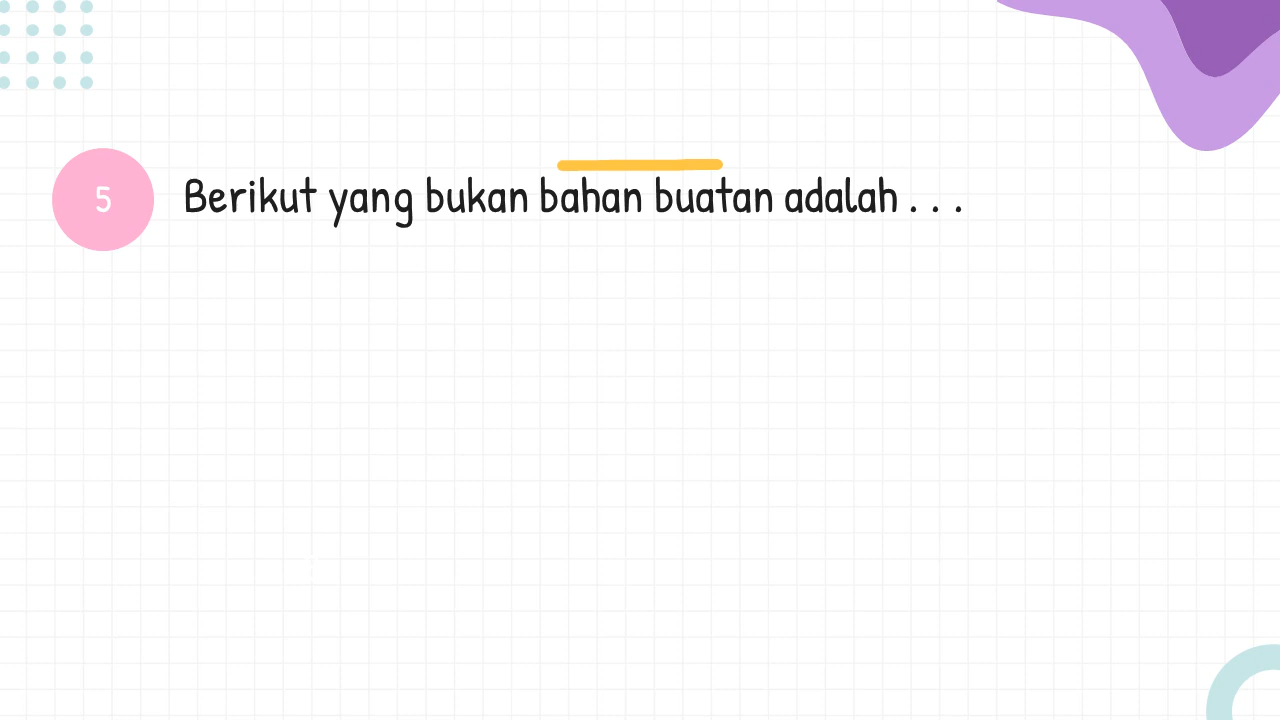 5
Berikut yang bukan bahan buatan adalah . . .